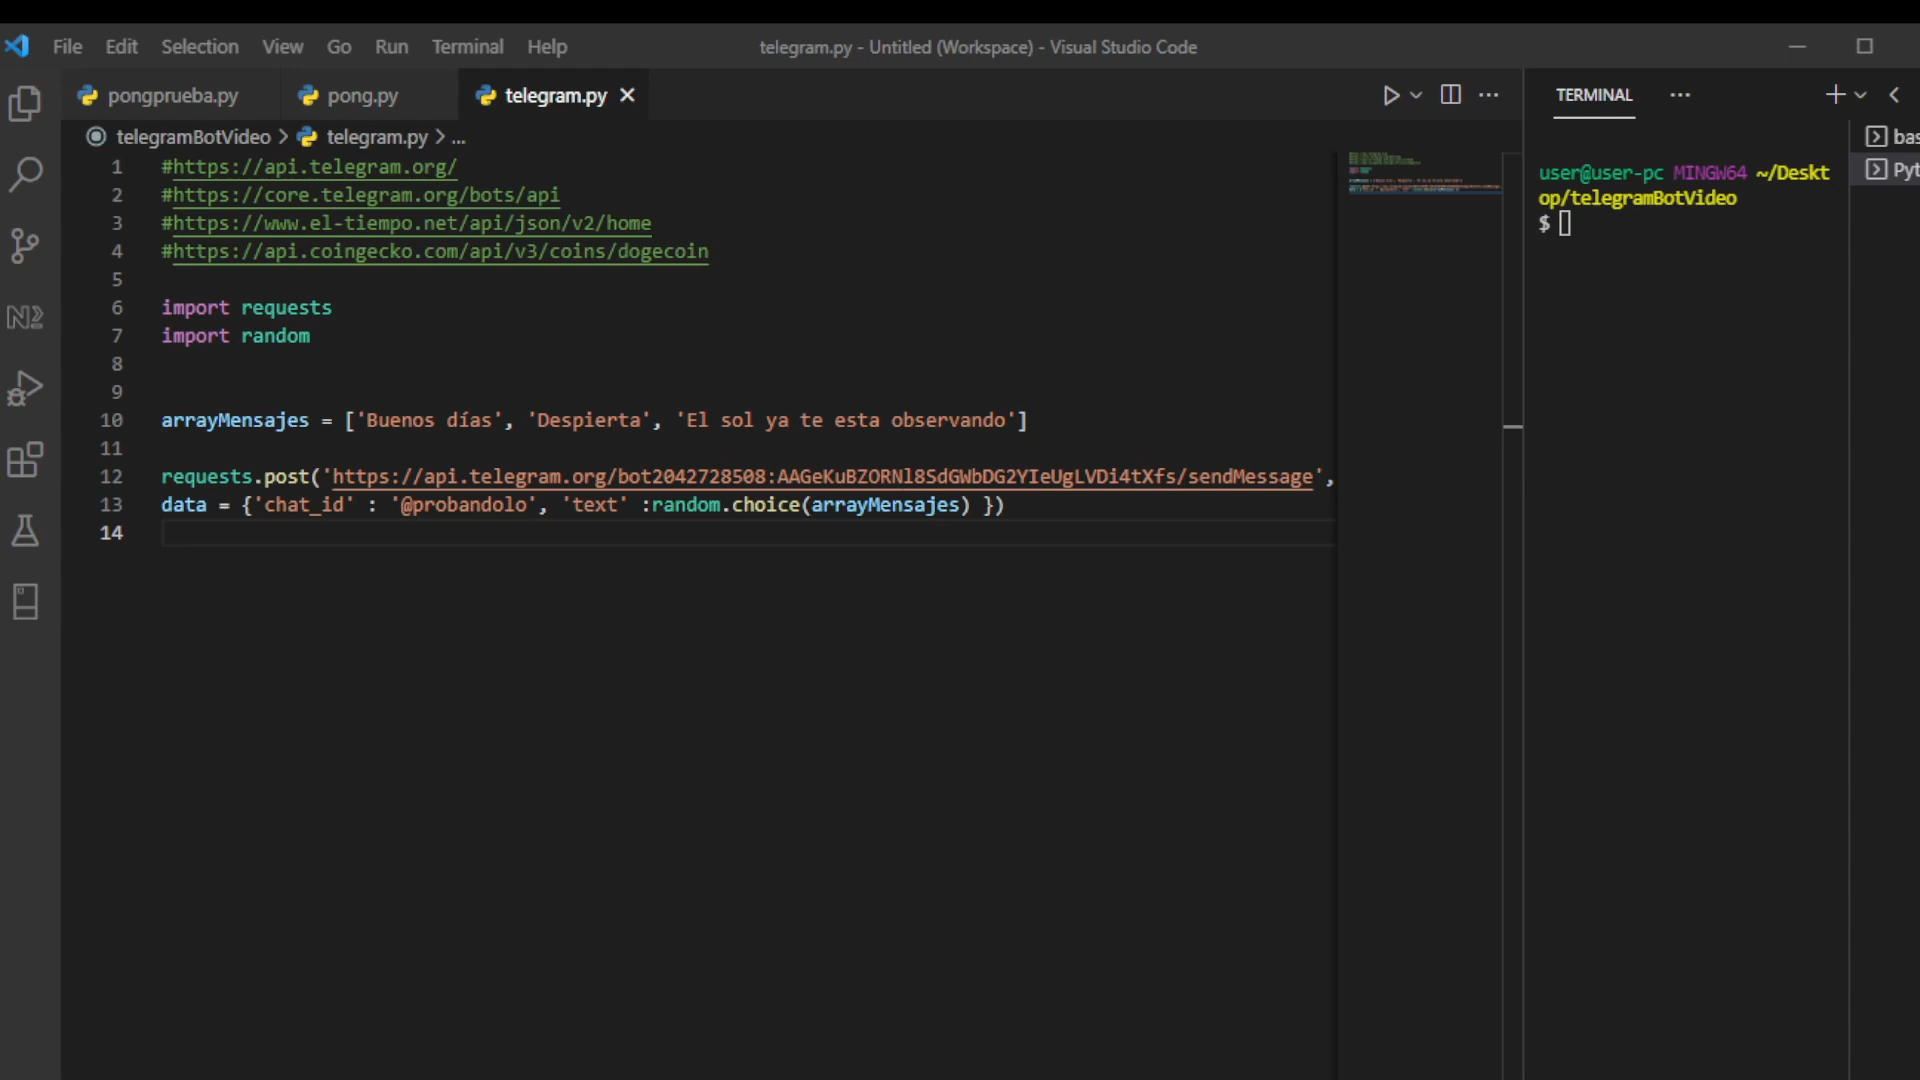 File Edit Selection View Go Run Terminal Help telegram.py - Untitled (Workspace) - Visual Studio Code
pongprueba.py pong.py telegram.py
telegramBotVideo > telegram.py > ...
1 #https://api.telegram.org/
2 #https://core.telegram.org/bots/api
3 #https://www.el-tiempo.net/api/json/v2/home
4 #https://api.coingecko.com/api/v3/coins/dogecoin
5
6 import requests
7 import random
8
9
10 arrayMensajes = ['Buenos días', 'Despierta', 'El sol ya te esta observando']
11
12 requests.post('https://api.telegram.org/bot2042728508:AAGeKuBZORNl8SdGWbDG2YIeUgLVDi4tXfs/sendMessage',
13 data = {'chat_id' : '@probandolo', 'text' :random.choice(arrayMensajes) })
14
TERMINAL
user@user-pc MINGW64 ~/Deskt
op/telegramBotVideo
$
bas
Pyt